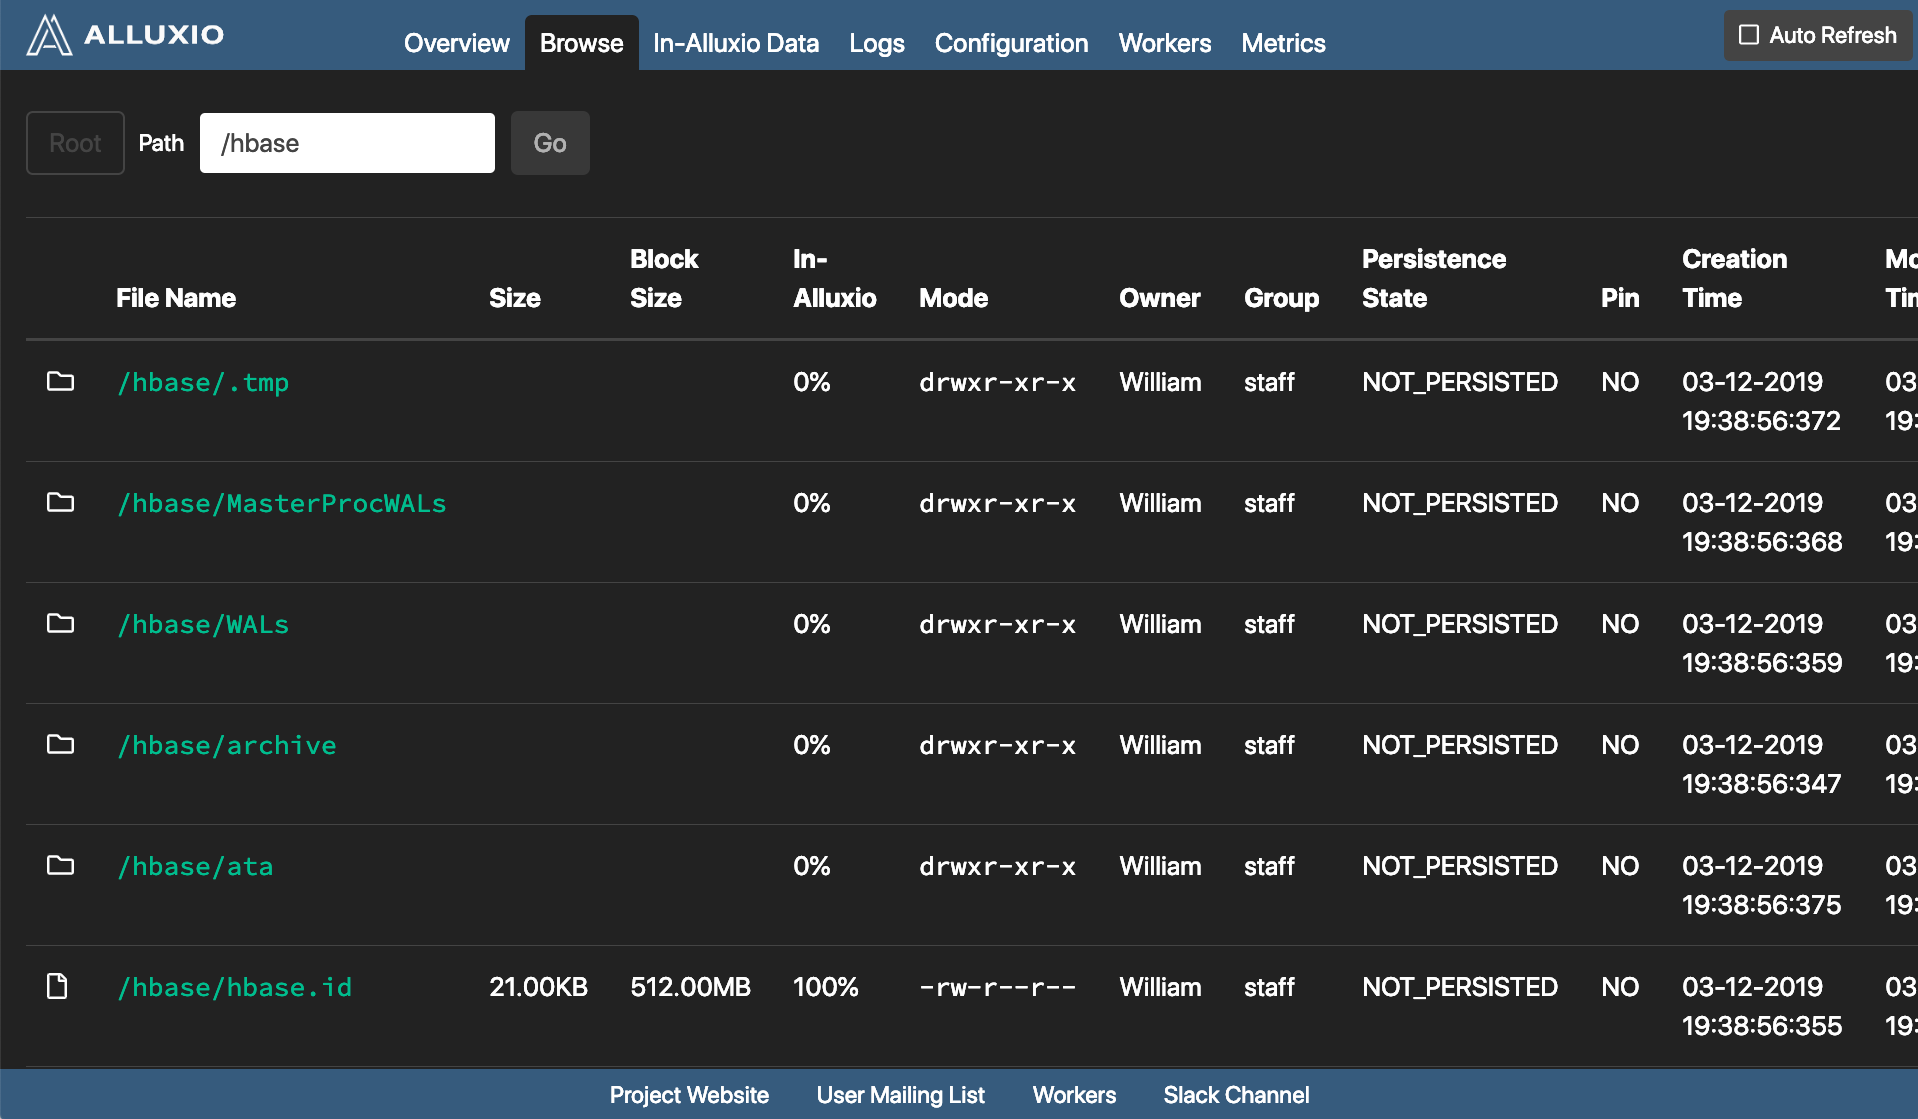 ALLUXIO Overview Browse In-Alluxio Data Logs Configuration Workers Metrics Auto Refresh
Root Path /hbase Go
File Name Size Block Size In-Alluxio Mode Owner Group Persistence State Pin Creation Time
/hbase/.tmp 0% drwxr-xr-x William staff NOT_PERSISTED NO 03-12-2019 03
19:38:56:372 19:
/hbase/MasterProcWALs 0% drwxr-xr-x William staff NOT_PERSISTED NO 03-12-2019 03
19:38:56:368 19:
/hbase/WALs 0% drwxr-xr-x William staff NOT_PERSISTED NO 03-12-2019 03
19:38:56:359 19:
/hbase/archive 0% drwxr-xr-x William staff NOT_PERSISTED NO 03-12-2019 03
19:38:56:347 19:
/hbase/ata 0% drwxr-xr-x William staff NOT_PERSISTED NO 03-12-2019 03
19:38:56:375 19:
/hbase/hbase.id 21.00KB 512.00MB 100% -rw-r--r-- William staff NOT_PERSISTED NO 03-12-2019 03
19:38:56:355 19:
Project Website User Mailing List Workers Slack Channel